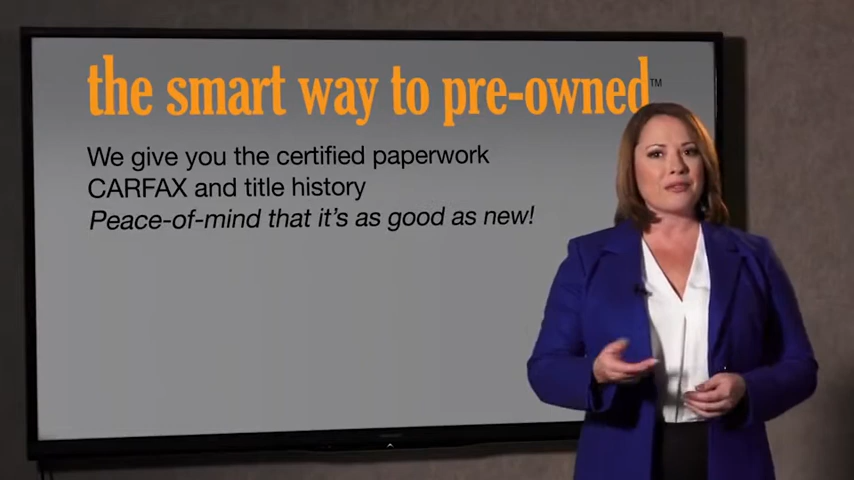 the smart way to pre-owned™
We give you the certified paperwork
CARFAX and title history
Peace-of-mind that it's as good as new!